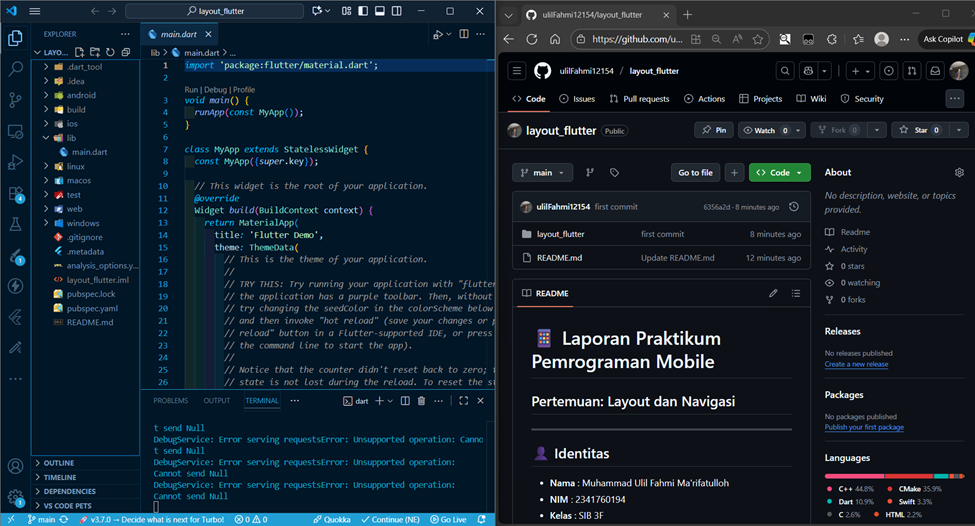 layout_flutter
EXPLORER
LAYO...
.dart_tool
.idea
android
build
ios
lib
main.dart
linux
macos
test
web
windows
.gitignore
.metadata
analysis_options.y...
layout_flutter.iml
pubspec.lock
pubspec.yaml
README.md
OUTLINE
TIMELINE
DEPENDENCIES
VS CODE PETS
main.dart
lib > main.dart > ...
1 import 'package:flutter/material.dart';
2
Run | Debug | Profile
3 void main() {
4 runApp(const MyApp());
5 }
6
7 class MyApp extends StatelessWidget {
8 const MyApp({super.key});
9
10 // This widget is the root of your application.
11 @override
12 Widget build(BuildContext context) {
13 return MaterialApp(
14 title: 'Flutter Demo',
15 theme: ThemeData(
16 // This is the theme of your application.
17 //
18 // TRY THIS: Try running your application with "flutter
19 // the application has a purple toolbar. Then, without
20 // try changing the seedColor in the colorScheme below
21 // and then invoke "hot reload" (save your changes or p
22 // reload" button in a Flutter-supported IDE, or press
23 // the command line to start the app).
24 //
25 // Notice that the counter didn't reset back to zero; t
26 // state is not lost during the reload. To reset the st
PROBLEMS OUTPUT TERMINAL ... dart
t send Null
DebugService: Error serving requestsError: Unsupported operation: Canno
t send Null
DebugService: Error serving requestsError: Unsupported operation:
Cannot send Null
DebugService: Error serving requestsError: Unsupported operation:
Cannot send Null
main v3.7.0 → Decide what is next for Turbo! 0 0 Quokka Continue (NE) Go Live
ulilFahmi12154/layout_flutter
https://github.com/u... Ask Copilot
ulilFahmi12154 / layout_flutter
Code Issues Pull requests Actions Projects Wiki Security
layout_flutter Public Pin Watch 0 Fork 0 Star 0
main Go to file + Code
ulilFahmi12154 first commit 6356a2d · 8 minutes ago
layout_flutter first commit 8 minutes ago
README.md Update README.md 12 minutes ago
README
Laporan Praktikum
Pemrograman Mobile
Pertemuan: Layout dan Navigasi
Identitas
• Nama : Muhammad Ulil Fahmi Ma'rifatulloh
• NIM : 2341760194
• Kelas : SIB 3F
About
No description, website, or topics
provided.
Readme
Activity
0 stars
0 watching
0 forks
Releases
No releases published
Create a new release
Packages
No packages published
Publish your first package
Languages
C++ 44.8% CMake 35.9%
Dart 10.9% Swift 3.3%
C 2.6% HTML 2.2%